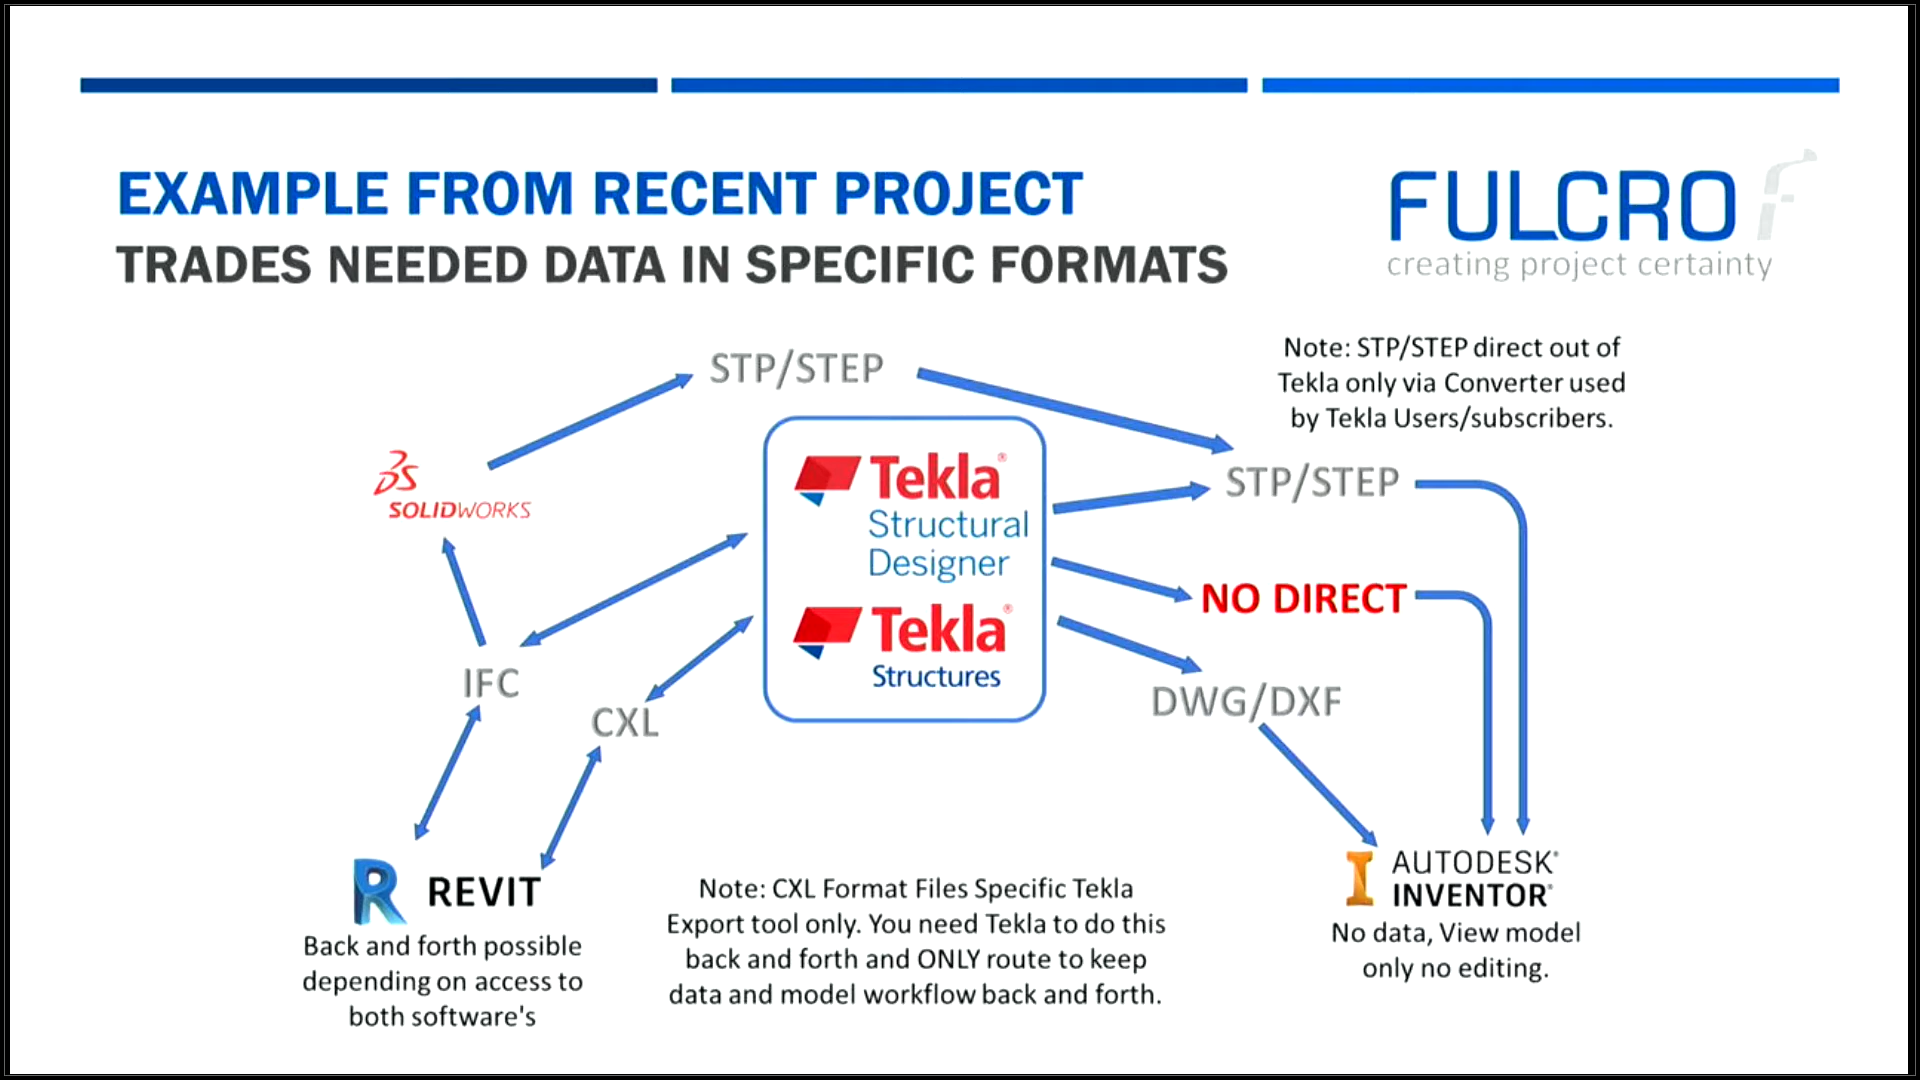 EXAMPLE FROM RECENT PROJECT
TRADES NEEDED DATA IN SPECIFIC FORMATS
FULCRO
creating project certainty
STP/STEP
Note: STP/STEP direct out of
Tekla only via Converter used
by Tekla Users/subscribers.
SOLIDWORKS
Tekla®
Structural
Designer
Tekla®
Structures
STP/STEP
NO DIRECT
IFC
CXL
DWG/DXF
REVIT
Back and forth possible
depending on access to
both software's
Note: CXL Format Files Specific Tekla
Export tool only. You need Tekla to do this
back and forth and ONLY route to keep
data and model workflow back and forth.
AUTODESK®
INVENTOR®
No data, View model
only no editing.